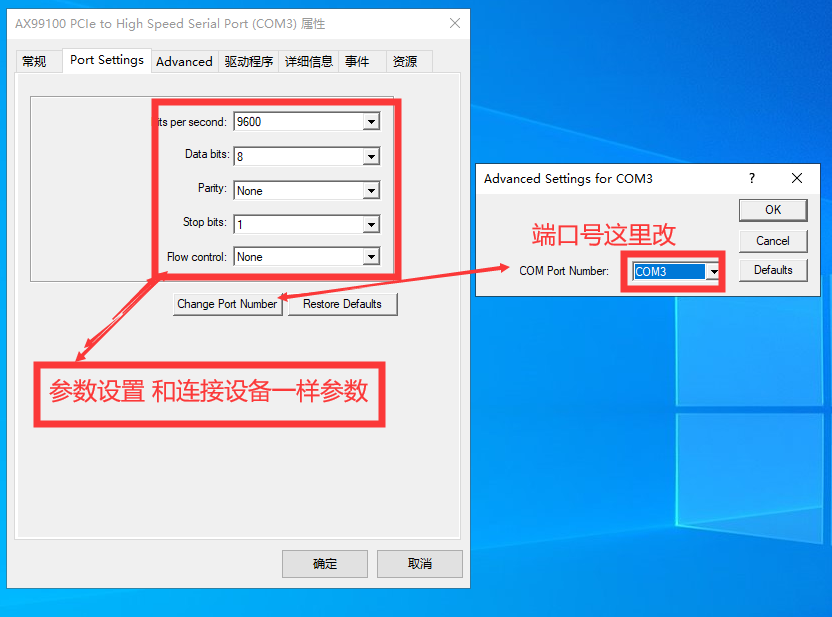 AX99100 PCIe to High Speed Serial Port (COM3) 属性
常规 Port Settings Advanced 驱动程序 详细信息 事件 资源
its per second: 9600
Data bits: 8
Parity: None
Stop bits: 1
Flow control: None
Change Port Number Restore Defaults
参数设置 和连接设备一样参数
确定 取消
Advanced Settings for COM3 ?
OK
端口号这里改
Cancel
COM Port Number: COM3
Defaults